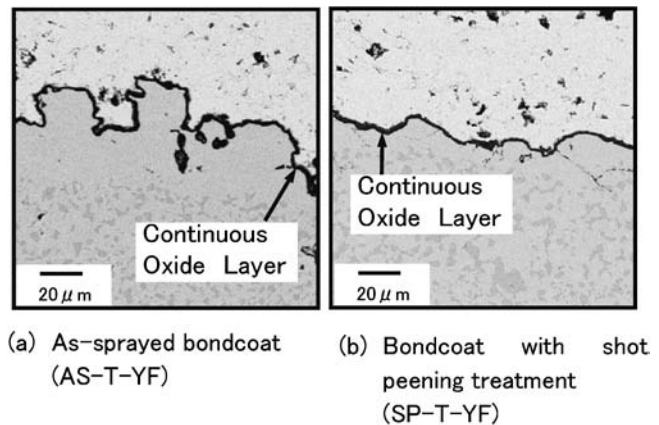 Continuous
Oxide Layer
20 μm
Continuous
Oxide Layer
20 μm
(a) As-sprayed bondcoat
(AS-T-YF)
(b) Bondcoat with shot
peening treatment
(SP-T-YF)